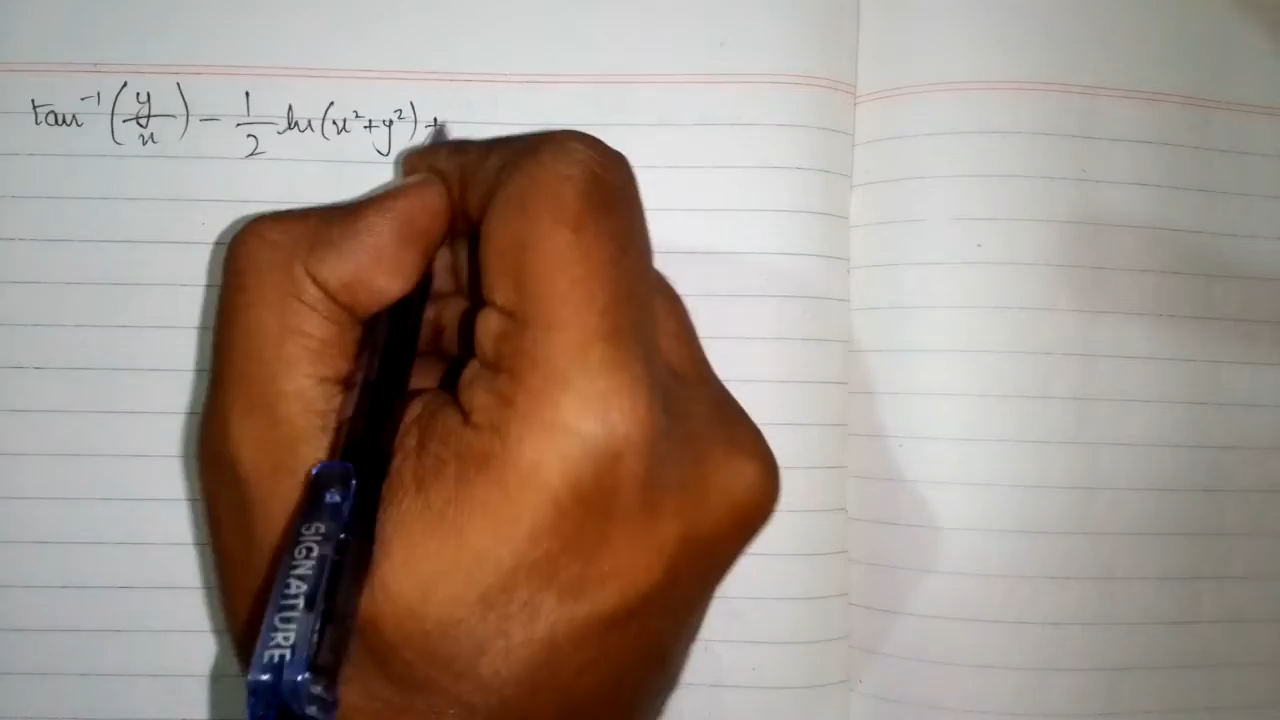 tan⁻¹(y/x) - 1/2 ln(x²+y²) +
SIGNATURE